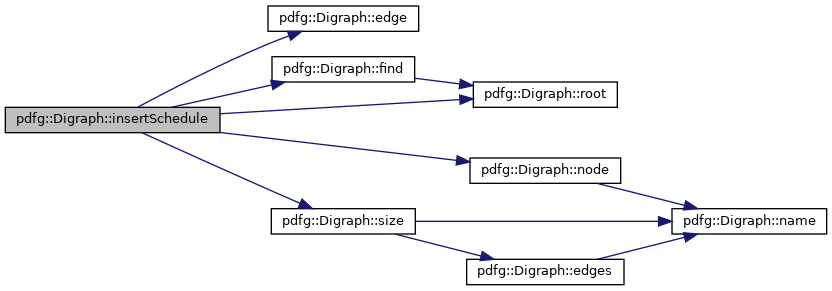 pdfg::Digraph::edge
pdfg::Digraph::find
pdfg::Digraph::root
pdfg::Digraph::insertSchedule
pdfg::Digraph::node
pdfg::Digraph::size
pdfg::Digraph::name
pdfg::Digraph::edges